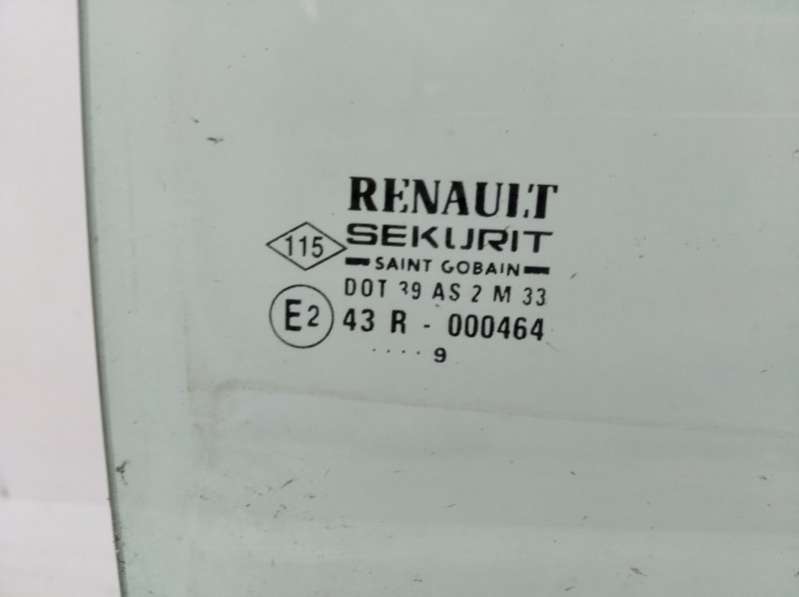 RENAULT
115 SEKURIT
SAINT GOBAIN
DOT 39 AS 2 M 33
E2 43 R - 000464
.... 9